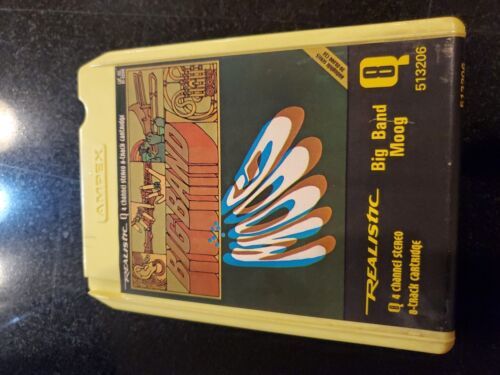 AMPEX
REALISTIC Q 4 channel stereo 8-track cartridge
BIG BAND
MOOG
Q
513206
Big Band
Moog
REALISTIC
Q 4 channel stereo
8-track cartridge
513206